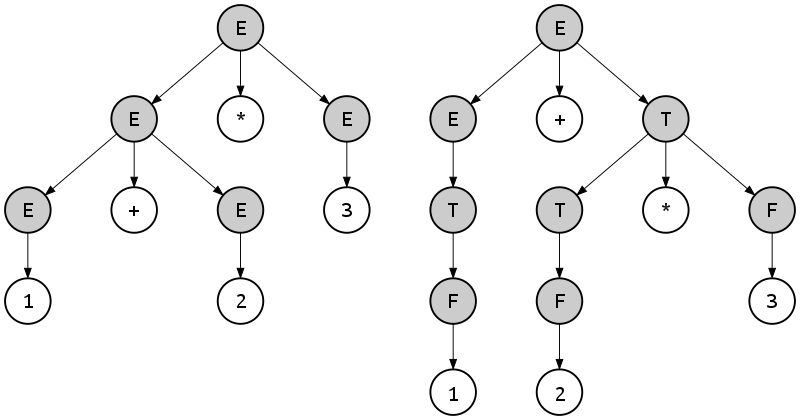 E E
E * E E + T
E + E 3 T T * F
1 2 F F 3
1 2